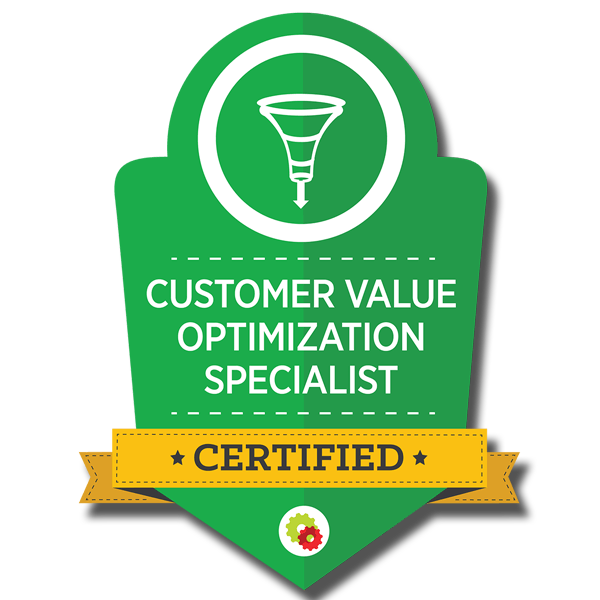 CUSTOMER VALUE
OPTIMIZATION
SPECIALIST
CERTIFIED